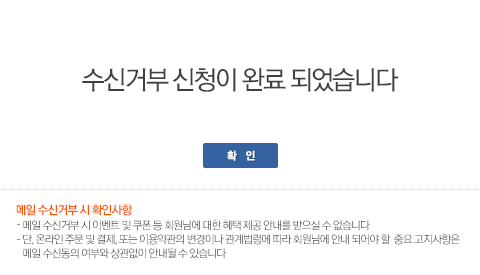 수신거부 신청이 완료 되었습니다
확 인
메일 수신거부 시 확인사항
- 메일 수신거부 시 이벤트 및 쿠폰 등 회원님에 대한 혜택 제공 안내를 받으실 수 없습니다
- 단, 온라인 주문 및 결제, 또는 이용약관의 변경이나 관계법령에 따라 회원님에 안내 되어야 할 중요 고지사항은
메일 수신동의 여부와 상관없이 안내될 수 있습니다